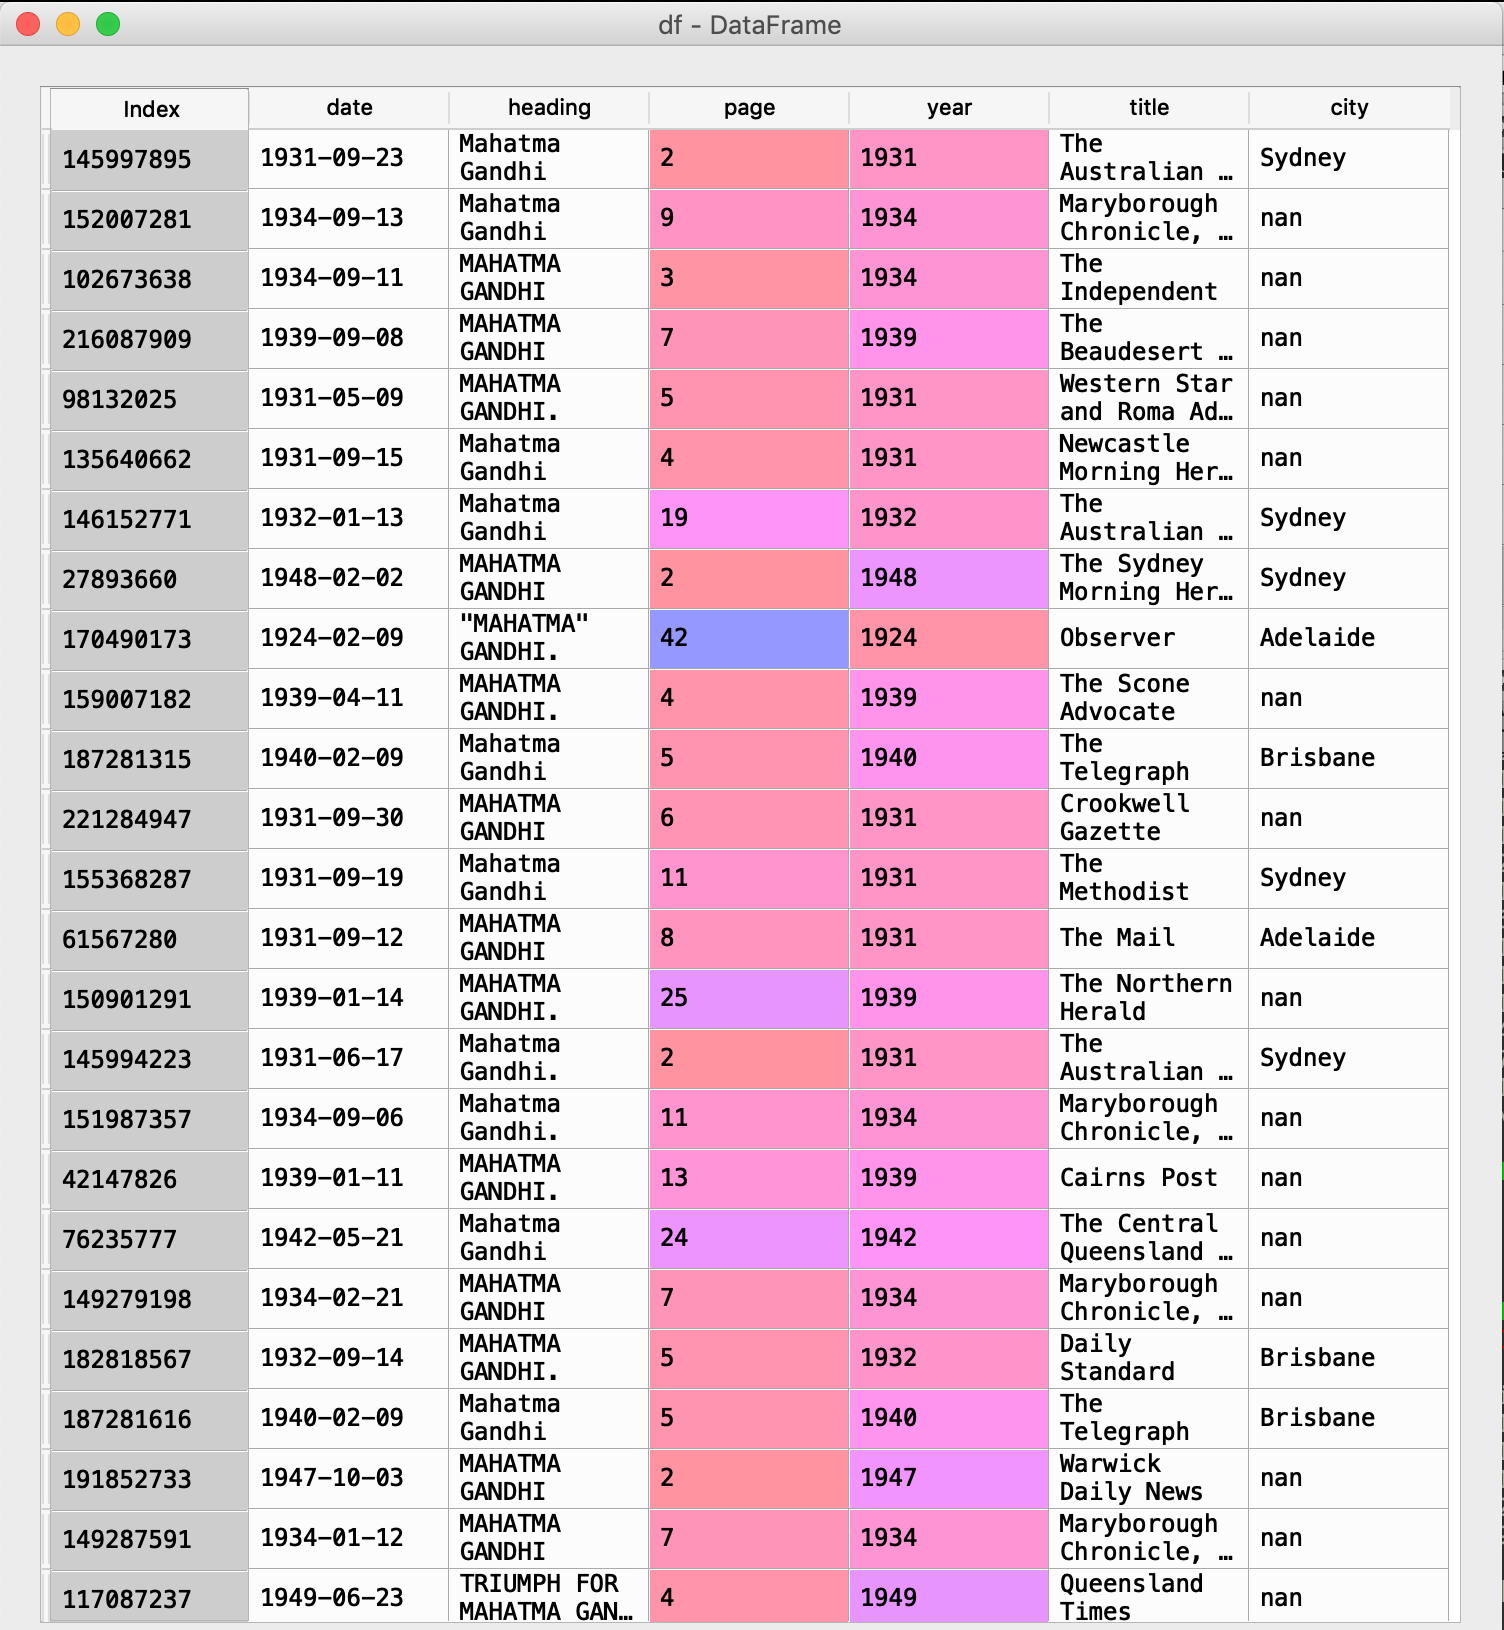 df - DataFrame
Index date heading page year title city
145997895 1931-09-23 Mahatma Gandhi 2 1931 The Australian … Sydney
152007281 1934-09-13 Mahatma Gandhi 9 1934 Maryborough Chronicle, … nan
102673638 1934-09-11 MAHATMA GANDHI 3 1934 The Independent nan
216087909 1939-09-08 MAHATMA GANDHI 7 1939 The Beaudesert … nan
98132025 1931-05-09 MAHATMA GANDHI. 5 1931 Western Star and Roma Ad… nan
135640662 1931-09-15 Mahatma Gandhi 4 1931 Newcastle Morning Her… nan
146152771 1932-01-13 Mahatma Gandhi 19 1932 The Australian … Sydney
27893660 1948-02-02 MAHATMA GANDHI 2 1948 The Sydney Morning Her… Sydney
170490173 1924-02-09 "MAHATMA" GANDHI. 42 1924 Observer Adelaide
159007182 1939-04-11 MAHATMA GANDHI. 4 1939 The Scone Advocate nan
187281315 1940-02-09 Mahatma Gandhi 5 1940 The Telegraph Brisbane
221284947 1931-09-30 MAHATMA GANDHI 6 1931 Crookwell Gazette nan
155368287 1931-09-19 Mahatma Gandhi 11 1931 The Methodist Sydney
61567280 1931-09-12 MAHATMA GANDHI 8 1931 The Mail Adelaide
150901291 1939-01-14 MAHATMA GANDHI. 25 1939 The Northern Herald nan
145994223 1931-06-17 Mahatma Gandhi. 2 1931 The Australian … Sydney
151987357 1934-09-06 Mahatma Gandhi. 11 1934 Maryborough Chronicle, … nan
42147826 1939-01-11 MAHATMA GANDHI. 13 1939 Cairns Post nan
76235777 1942-05-21 Mahatma Gandhi 24 1942 The Central Queensland … nan
149279198 1934-02-21 MAHATMA GANDHI 7 1934 Maryborough Chronicle, … nan
182818567 1932-09-14 MAHATMA GANDHI. 5 1932 Daily Standard Brisbane
187281616 1940-02-09 Mahatma Gandhi 5 1940 The Telegraph Brisbane
191852733 1947-10-03 MAHATMA GANDHI 2 1947 Warwick Daily News nan
149287591 1934-01-12 MAHATMA GANDHI 7 1934 Maryborough Chronicle, … nan
117087237 1949-06-23 TRIUMPH FOR MAHATMA GAN… 4 1949 Queensland Times nan